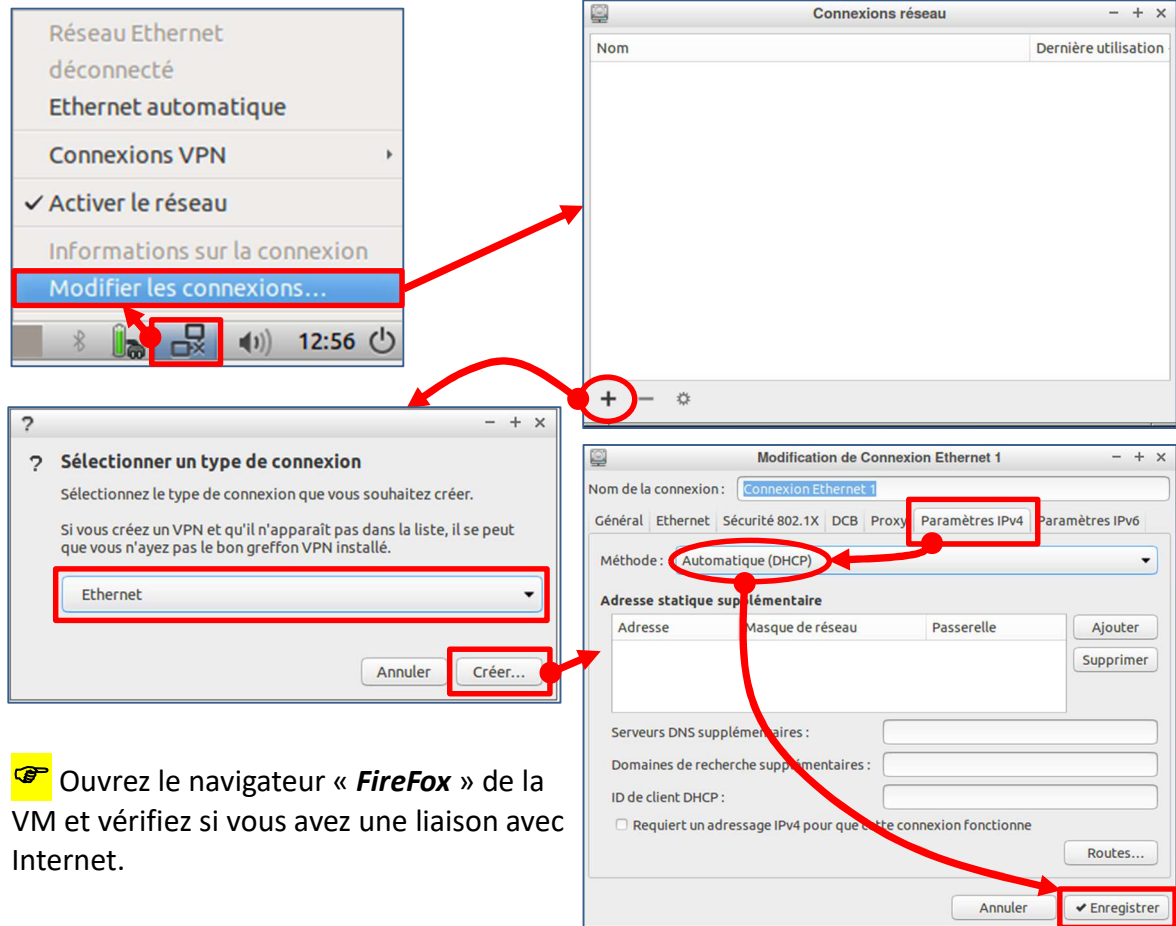 Réseau Ethernet
déconnecté
Ethernet automatique
Connexions VPN
✓ Activer le réseau
Informations sur la connexion
Modifier les connexions...
12:56
Connexions réseau
Nom
Dernière utilisation
?
? Sélectionner un type de connexion
Sélectionnez le type de connexion que vous souhaitez créer.
Si vous créez un VPN et qu'il n'apparaît pas dans la liste, il se peut
que vous n'ayez pas le bon greffon VPN installé.
Ethernet
Annuler Créer...
Modification de Connexion Ethernet 1
Nom de la connexion : Connexion Ethernet 1
Général Ethernet Sécurité 802.1X DCB Proxy Paramètres IPv4 Paramètres IPv6
Méthode : Automatique (DHCP)
Adresse statique supplémentaire
Adresse Masque de réseau Passerelle Ajouter
Supprimer
Serveurs DNS supplémentaires :
Domaines de recherche supplémentaires :
ID de client DHCP :
Requiert un adressage IPv4 pour que cette connexion fonctionne
Routes...
Annuler ✓ Enregistrer
☞ Ouvrez le navigateur « FireFox » de la
VM et vérifiez si vous avez une liaison avec
Internet.